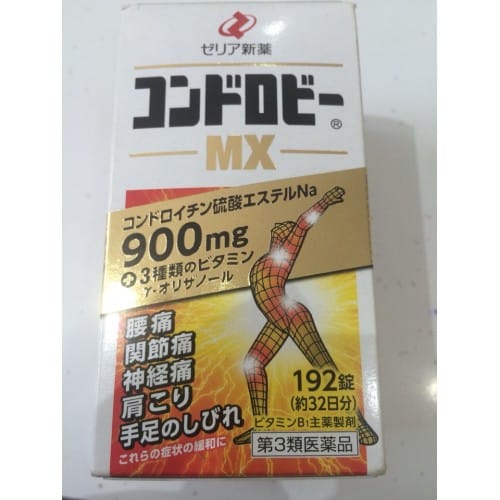 ゼリア新薬
コンドロビー®
MX
コンドロイチン硫酸エステルNa
900mg
+3種類のビタミン
γ-オリザノール
腰痛
関節痛
神経痛
肩こり
手足のしびれ
これらの症状の緩和に
192錠
(約32日分)
ビタミンB₁主薬製剤
第3類医薬品